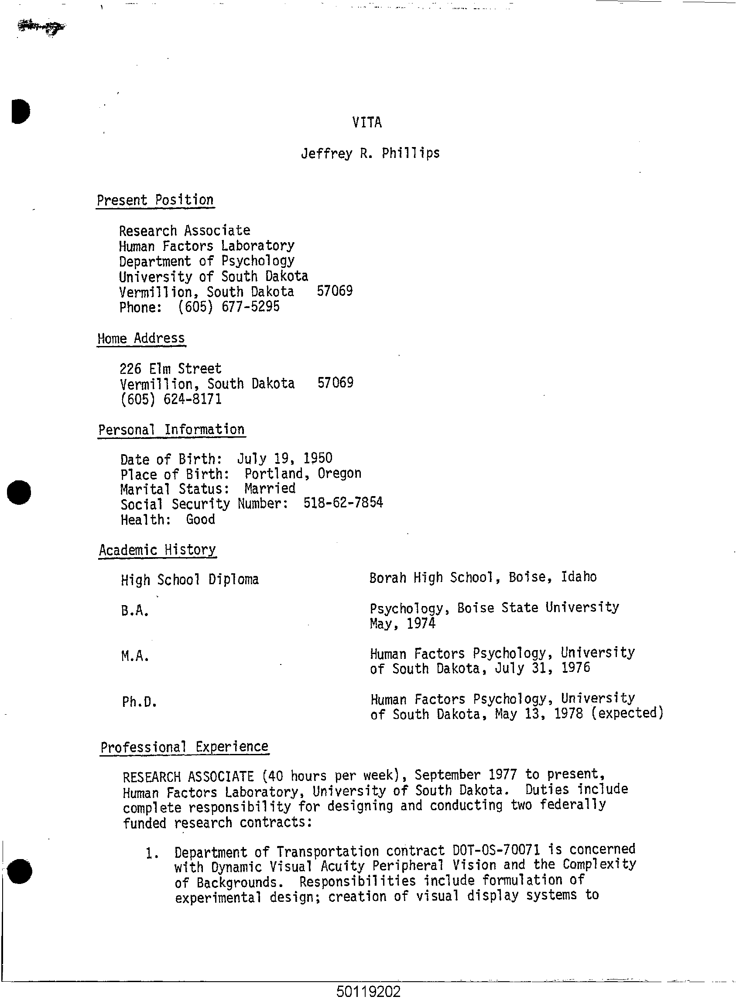 VITA
Jeffrey R. Phillips
Present Position
Research Associate
Human Factors Laboratory
Department of Psychology
University of South Dakota
Vermillion, South Dakota 57069
Phone: (605) 677-5295
Home Address
226 Elm Street
Vermillion, South Dakota 57069
(605) 624-8171
Personal Information
Date of Birth: July 19, 1950
Place of Birth: Portland, Oregon
Marital Status: Married
Social Security Number: 518-62-7854
Health: Good
Academic History
High School Diploma Borah High School, Boise, Idaho
B.A. Psychology, Boise State University
May, 1974
M.A. Human Factors Psychology, University
of South Dakota, July 31, 1976
Ph.D. Human Factors Psychology, University
of South Dakota, May 13, 1978 (expected)
Professional Experience
RESEARCH ASSOCIATE (40 hours per week), September 1977 to present,
Human Factors Laboratory, University of South Dakota. Duties include
complete responsibility for designing and conducting two federally
funded research contracts:
1. Department of Transportation contract DOT-OS-70071 is concerned
with Dynamic Visual Acuity Peripheral Vision and the Complexity
of Backgrounds. Responsibilities include formulation of
experimental design; creation of visual display systems to
50119202